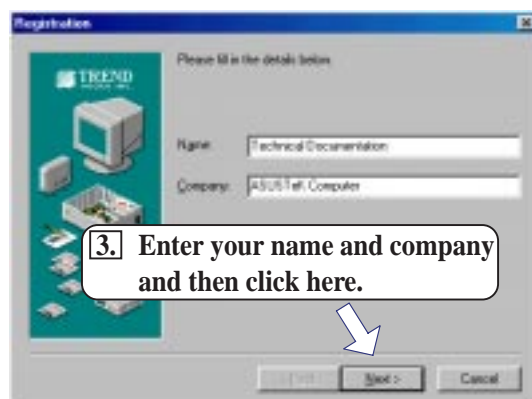 Registration
TREND
Please fill in the details below.
Name: Technical Documentation
Company: ASUSTeK Computer
3. Enter your name and company
and then click here.
Next >
Cancel